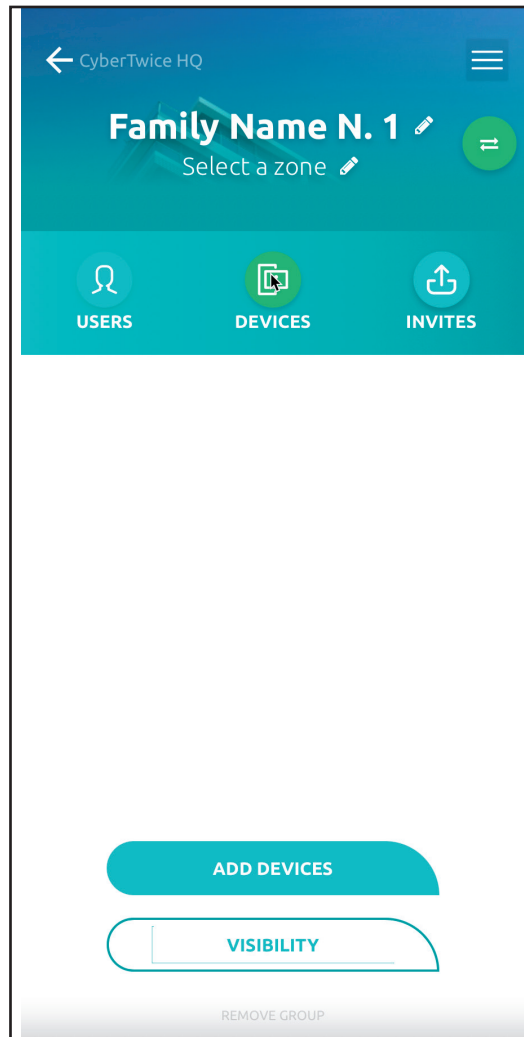 CyberTwice HQ
Family Name N. 1
Select a zone
USERS DEVICES INVITES
ADD DEVICES
VISIBILITY
REMOVE GROUP